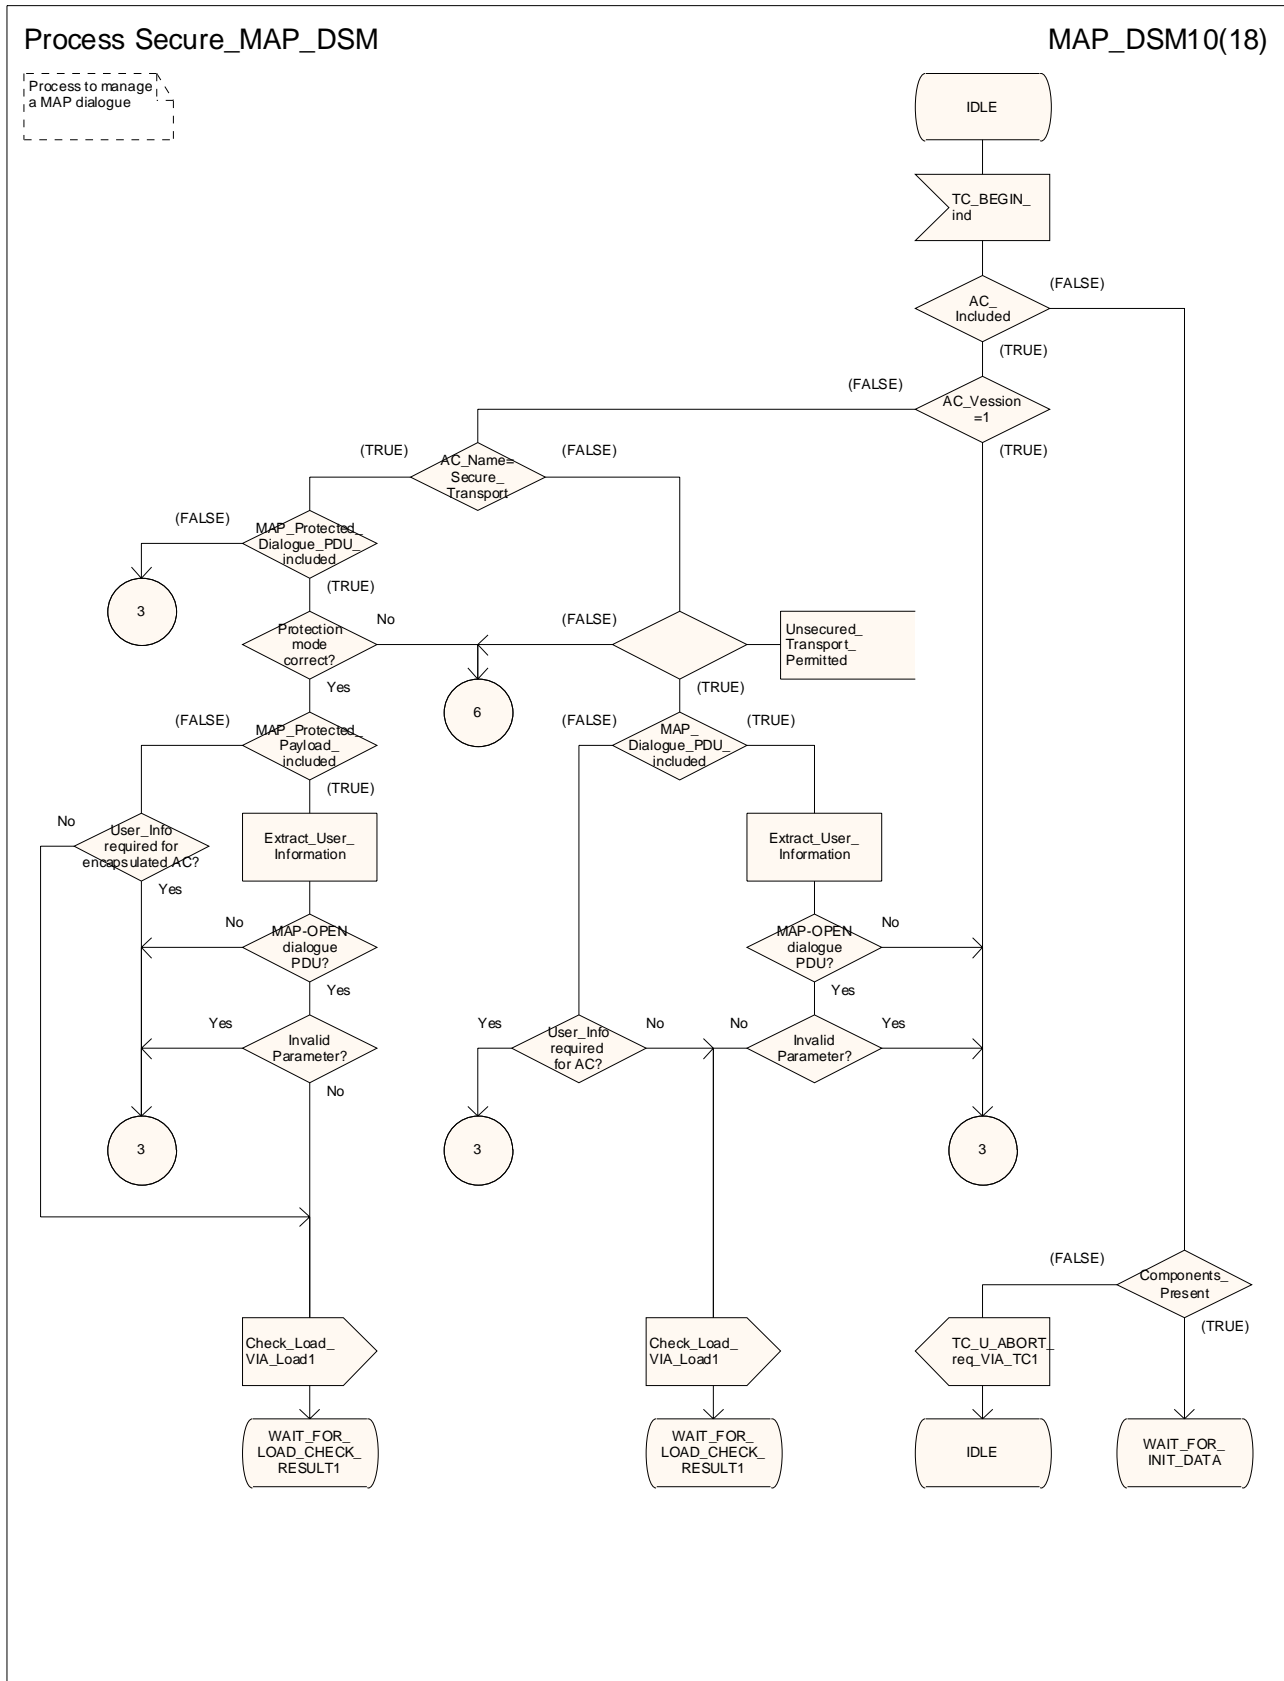 Process Secure_MAP_DSM
MAP_DSM10(18)
Process to manage
a MAP dialogue
IDLE
TC_BEGIN_
ind
(FALSE)
AC_
Included
(TRUE)
(FALSE)
AC_Vession
=1
(TRUE)
(TRUE)
AC_Name=
Secure_
Transport
(FALSE)
(FALSE)
MAP_Protected_
Dialogue_PDU_
included
(TRUE)
3
Protection
mode
correct?
No
Yes
(FALSE)
Unsecured_
Transport_
Permitted
(TRUE)
6
(FALSE)
MAP_Protected_
Payload_
included
(TRUE)
(FALSE)
MAP_
Dialogue_PDU_
included
(TRUE)
No
User_Info
required for
encapsulated AC?
Yes
Extract_User_
Information
Extract_User_
Information
No
MAP-OPEN
dialogue
PDU?
Yes
MAP-OPEN
dialogue
PDU?
No
Yes
Yes
Invalid
Parameter?
No
Yes
User_Info
required
for AC?
No
No
Invalid
Parameter?
Yes
3
3
3
(FALSE)
Components_
Present
(TRUE)
Check_Load_
VIA_Load1
Check_Load_
VIA_Load1
TC_U_ABORT_
req_VIA_TC1
WAIT_FOR_
LOAD_CHECK_
RESULT1
WAIT_FOR_
LOAD_CHECK_
RESULT1
IDLE
WAIT_FOR_
INIT_DATA